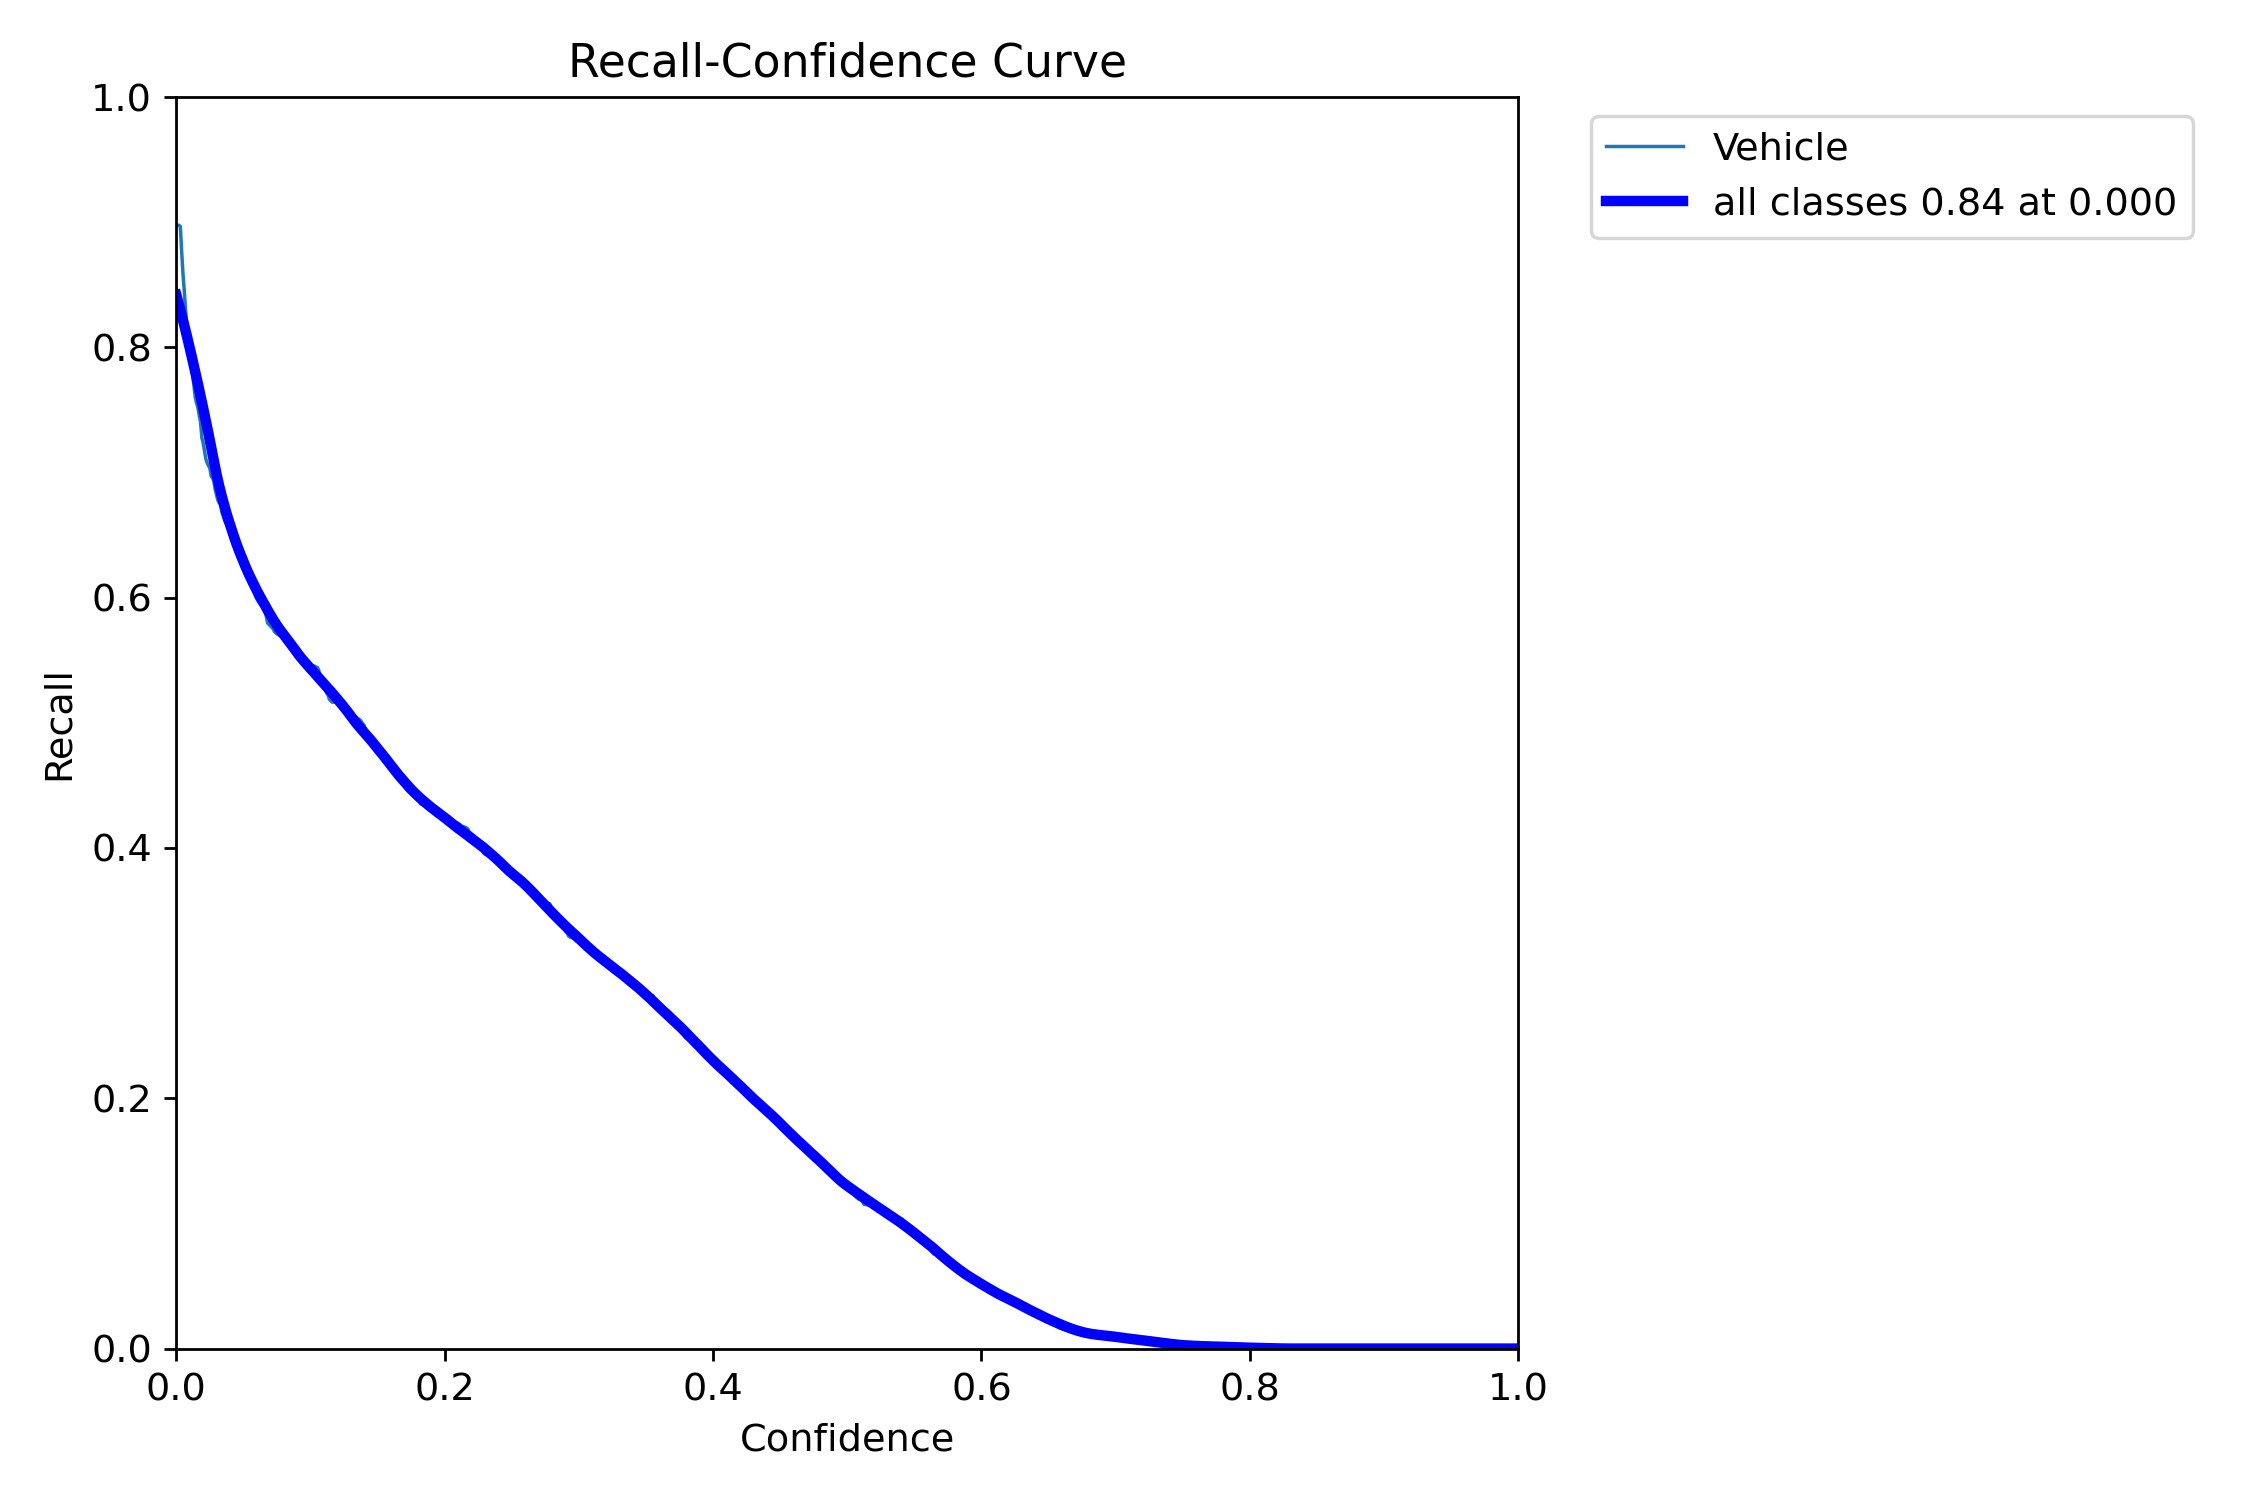 Recall-Confidence Curve
1.0
0.8
0.6
0.4
0.2
0.0
Recall
0.0 0.2 0.4 0.6 0.8 1.0
Confidence
Vehicle
all classes 0.84 at 0.000